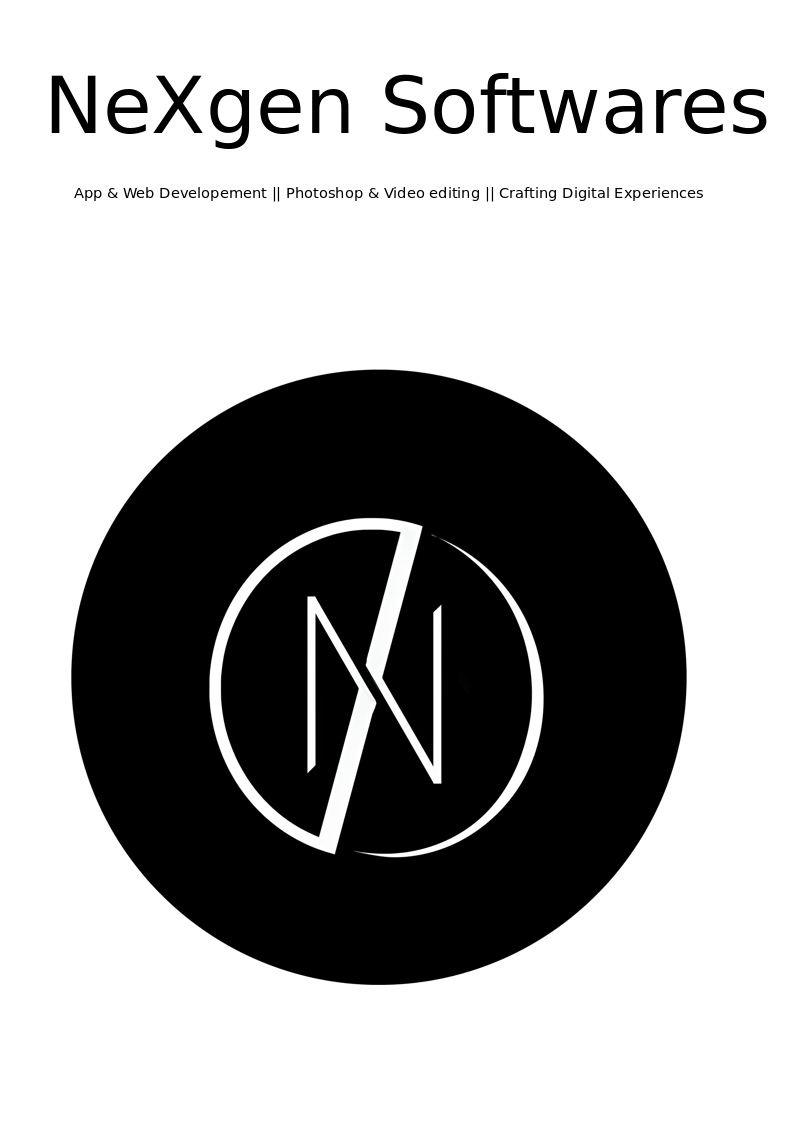 NeXgen Softwares
App & Web Developement || Photoshop & Video editing || Crafting Digital Experiences
N